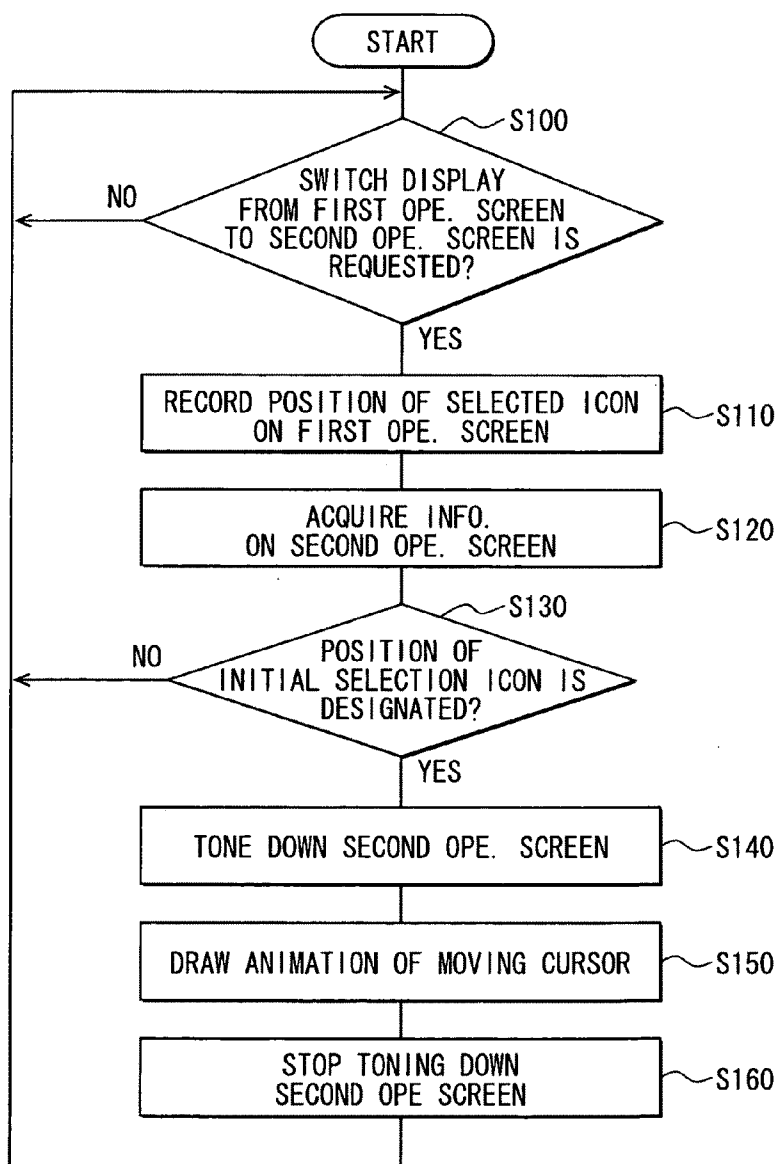 START
S100
SWITCH DISPLAY
FROM FIRST OPE. SCREEN
TO SECOND OPE. SCREEN IS
REQUESTED?
NO
YES
RECORD POSITION OF SELECTED ICON
ON FIRST OPE. SCREEN
S110
ACQUIRE INFO.
ON SECOND OPE. SCREEN
S120
S130
POSITION OF
INITIAL SELECTION ICON IS
DESIGNATED?
NO
YES
TONE DOWN SECOND OPE. SCREEN
S140
DRAW ANIMATION OF MOVING CURSOR
S150
STOP TONING DOWN
SECOND OPE SCREEN
S160